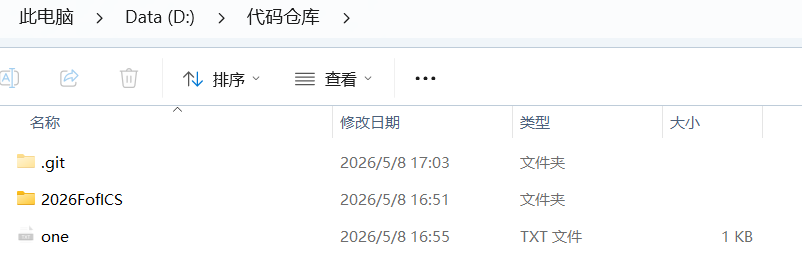 此电脑 > Data (D:) > 代码仓库 >
排序 查看 ...
名称 修改日期 类型 大小
.git 2026/5/8 17:03 文件夹
2026FofICS 2026/5/8 16:51 文件夹
one 2026/5/8 16:55 TXT 文件 1 KB